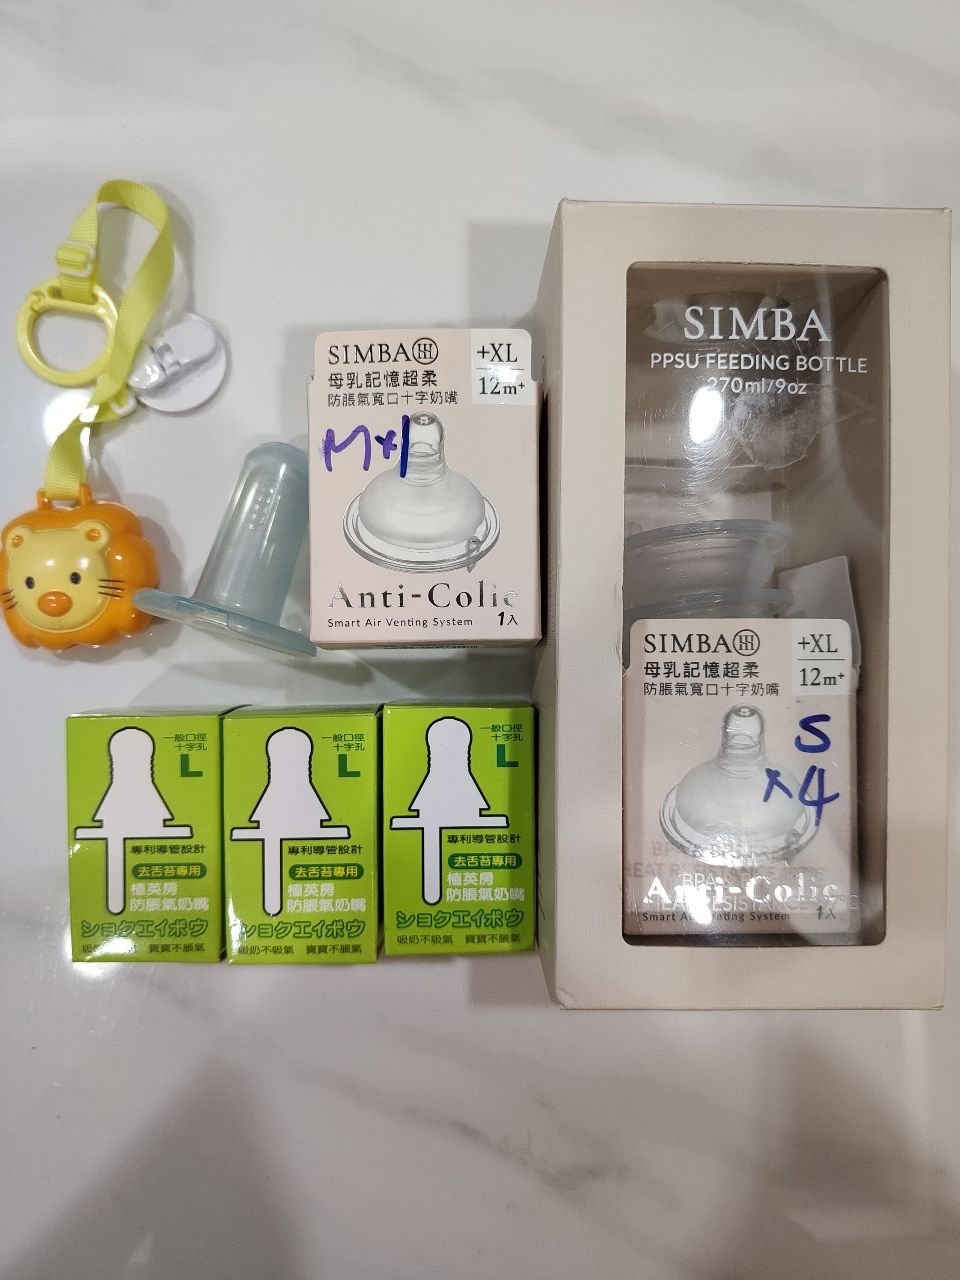 SIMBA
PPSU FEEDING BOTTLE
270ml/9oz
SIMBA
+XL
12m+
母乳記憶超柔
防脹氣寬口十字奶嘴
M×1
Anti-Colic
Smart Air Venting System
1入
SIMBA
+XL
12m+
母乳記憶超柔
防脹氣寬口十字奶嘴
S
×4
Anti-Colic
Smart Air Venting System
1入
一般口徑
十字孔
L
專利導管設計
去舌苔專用
植英房
防脹氣奶嘴
ショクエイボウ
吸奶不吸氣 寶寶不脹氣
一般口徑
十字孔
L
專利導管設計
去舌苔專用
植英房
防脹氣奶嘴
ショクエイボウ
吸奶不吸氣 寶寶不脹氣
一般口徑
十字孔
L
專利導管設計
去舌苔專用
植英房
防脹氣奶嘴
ショクエイボウ
吸奶不吸氣 寶寶不脹氣